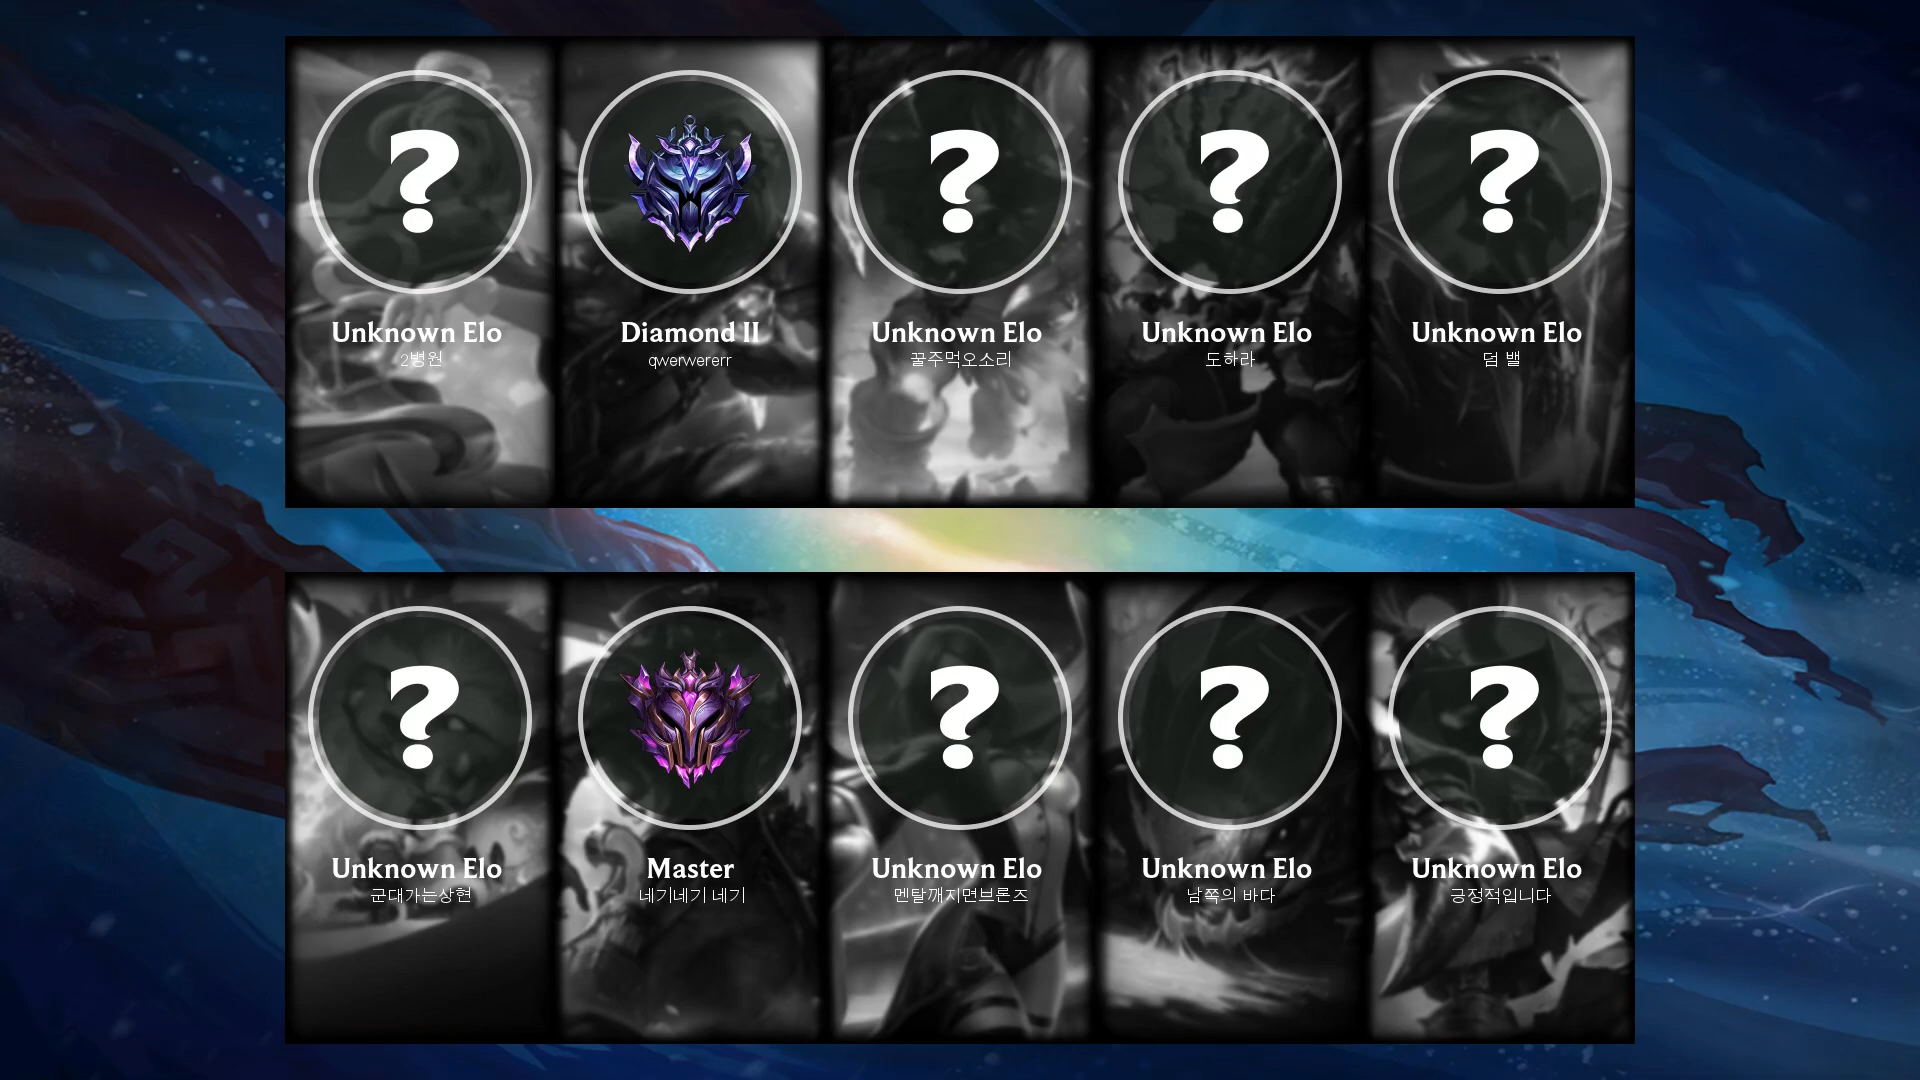 Unknown Elo
2병원
Diamond II
qwerwererr
Unknown Elo
꿀주먹오소리
Unknown Elo
도하라
Unknown Elo
덤 밸
Unknown Elo
군대가는상현
Master
네기네기 네기
Unknown Elo
멘탈깨지면브론즈
Unknown Elo
남쪽의 바다
Unknown Elo
긍정적입니다